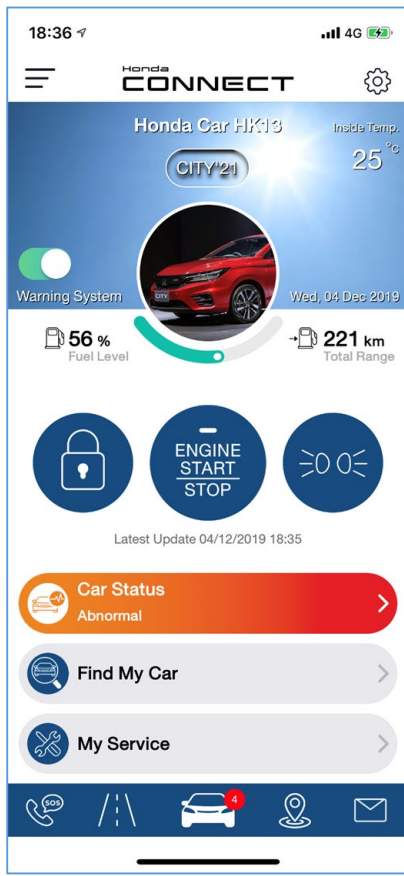 18:36
4G
Honda
CONNECT
Honda Car HK13
Inside Temp.
CITY'21
25 °C
CITY
Warning System
Wed, 04 Dec 2019
56 %
Fuel Level
221 km
Total Range
ENGINE
START
STOP
Latest Update 04/12/2019 18:35
Car Status
Abnormal
Find My Car
My Service
SOS
4